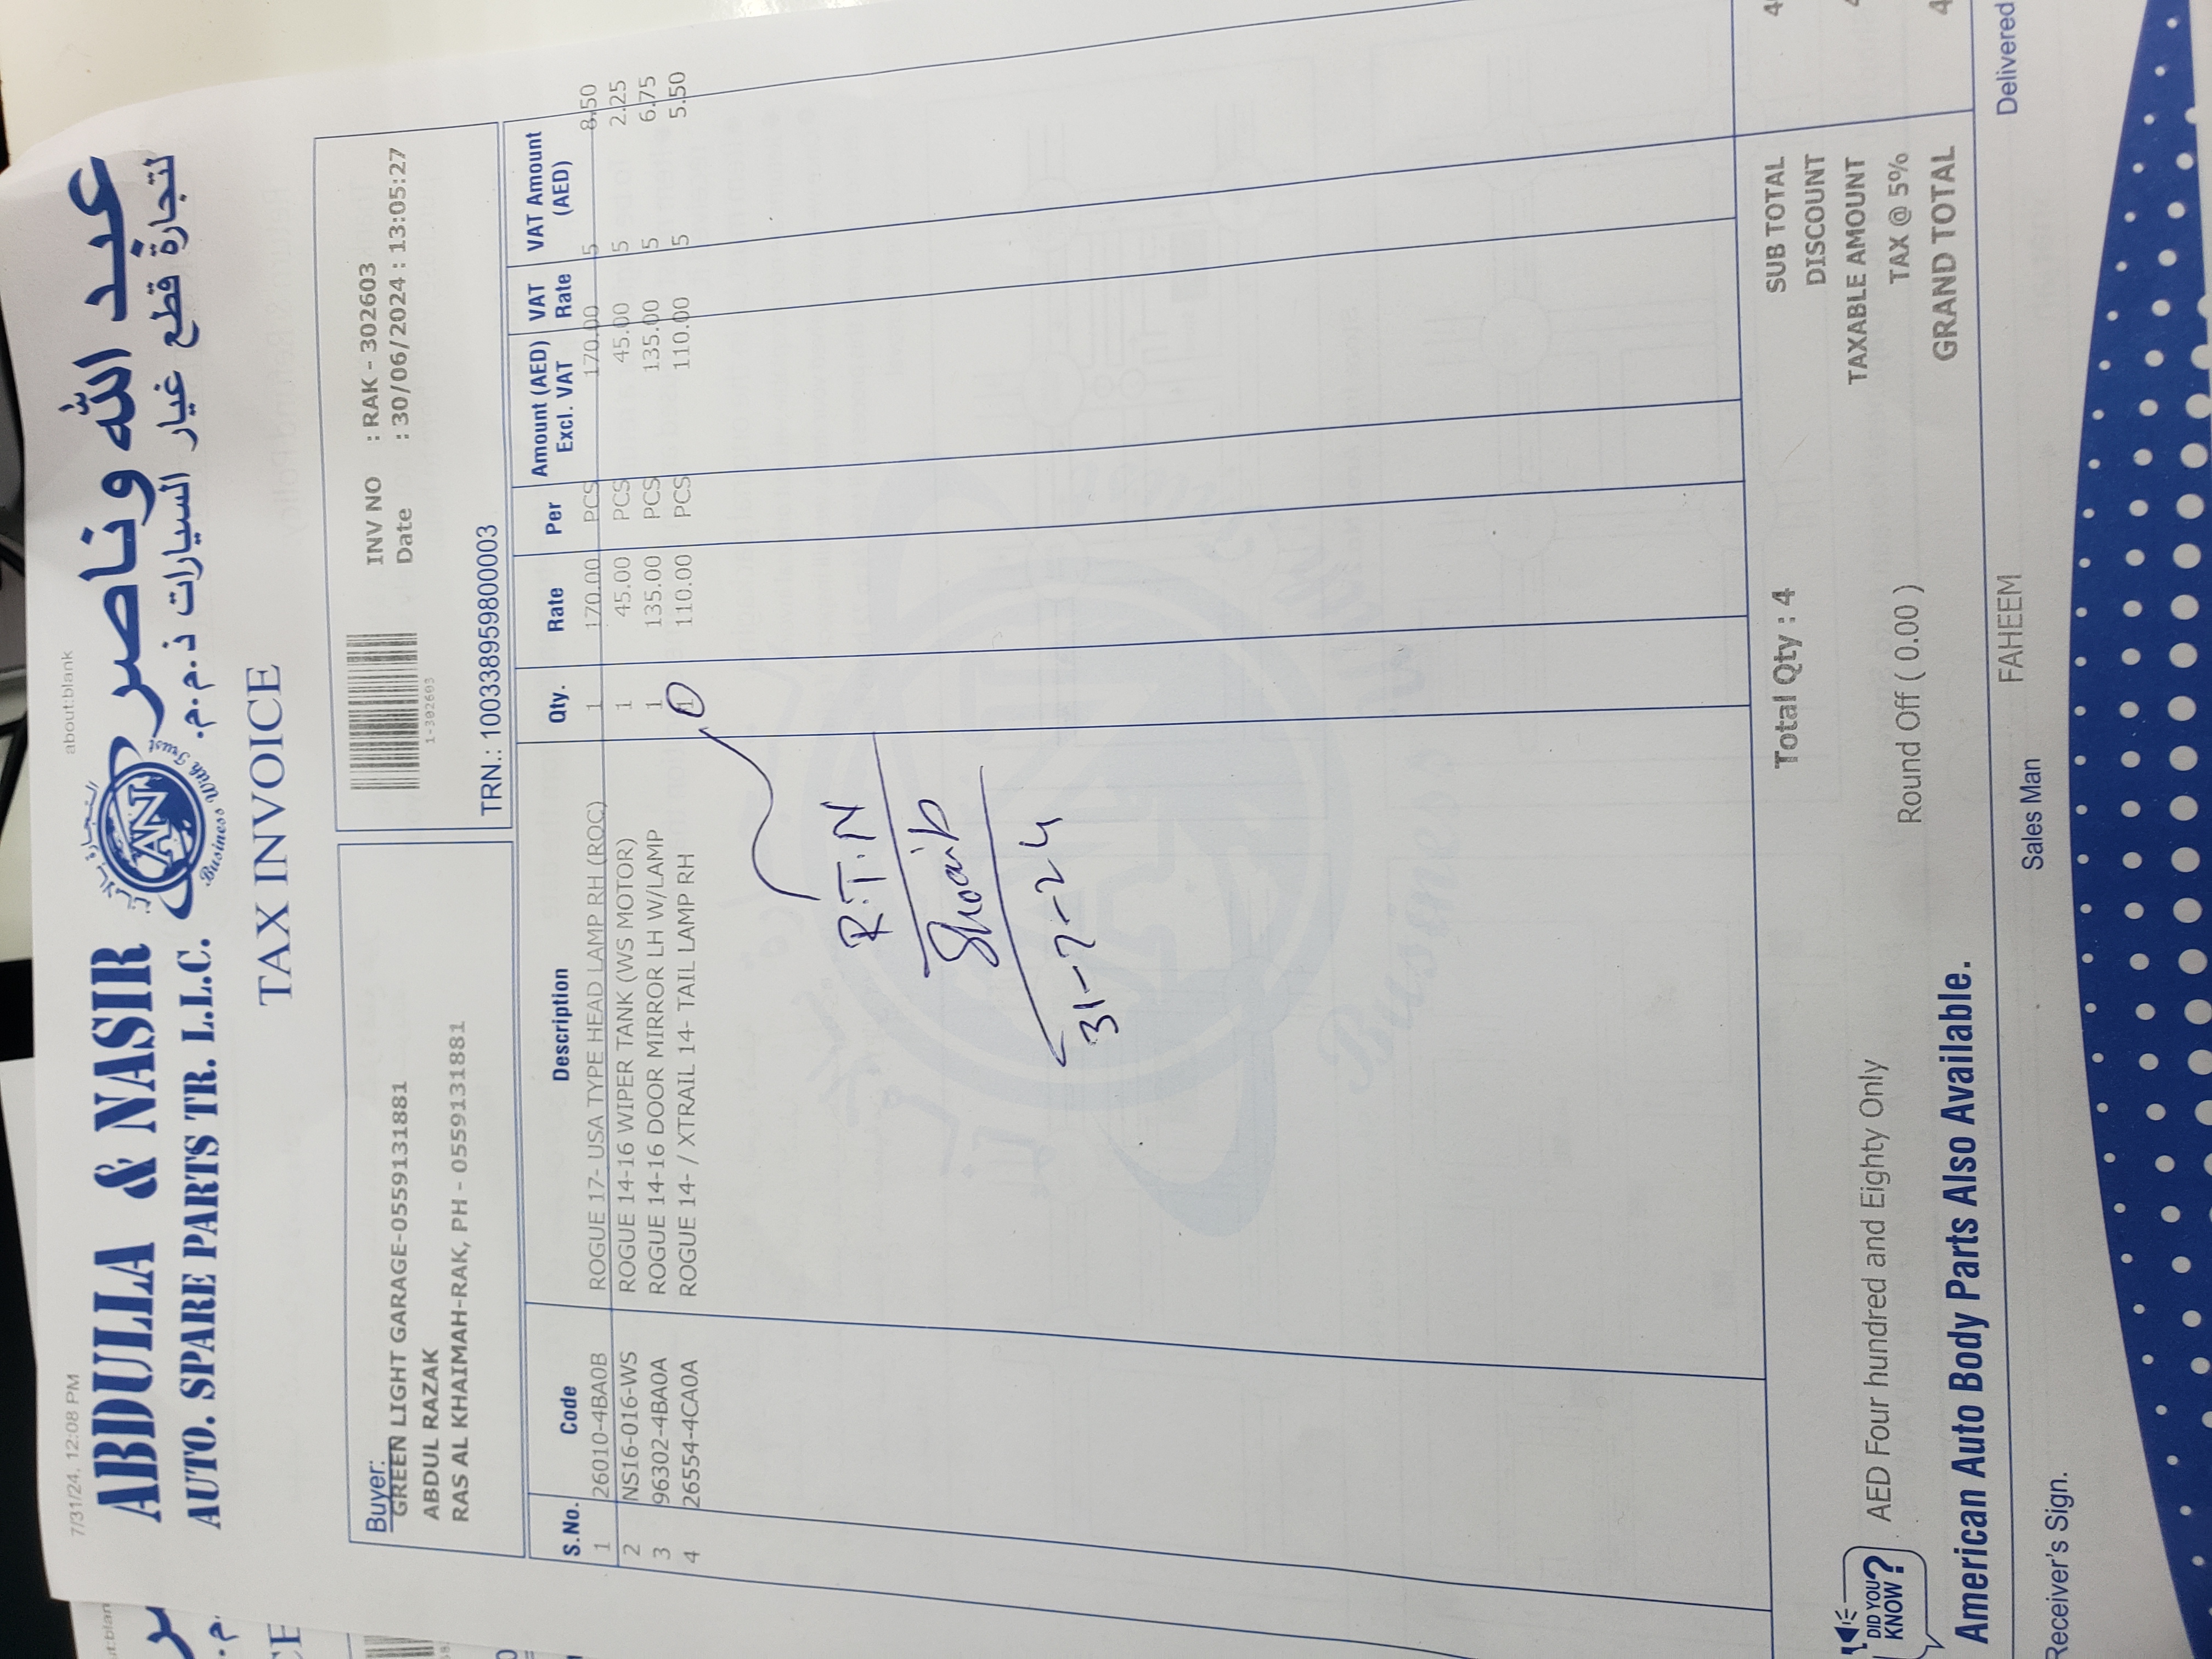 7/31/24, 12:08 PM about:blank
ABDULLA & NASIR عبد الله وناصر
AUTO. SPARE PARTS TR. L.L.C. لتجارة قطع غيار السيارات ذ.م.م.
AN
Business With Trust
TAX INVOICE
Buyer:
GREEN LIGHT GARAGE-0559131881
ABDUL RAZAK
RAS AL KHAIMAH-RAK, PH - 0559131881
1-302603
INV NO : RAK - 302603
Date : 30/06/2024 : 13:05:27
TRN.: 100338959800003
S.No. Code Description Qty. Rate Per Amount (AED) Excl. VAT VAT Rate VAT Amount (AED)
1 26010-4BA0B ROGUE 17- USA TYPE HEAD LAMP RH (ROC) 1 170.00 PCS 170.00 5 8.50
2 NS16-016-WS ROGUE 14-16 WIPER TANK (WS MOTOR) 1 45.00 PCS 45.00 5 2.25
3 96302-4BA0A ROGUE 14-16 DOOR MIRROR LH W/LAMP 1 135.00 PCS 135.00 5 6.75
4 26554-4CA0A ROGUE 14- / XTRAIL 14- TAIL LAMP RH 1 110.00 PCS 110.00 5 5.50
R.T.N
Shoaib
31-7-24
Total Qty : 4 SUB TOTAL 4
DISCOUNT
TAXABLE AMOUNT 4
DID YOU KNOW?
AED Four hundred and Eighty Only Round Off ( 0.00 ) TAX @ 5%
GRAND TOTAL 4
American Auto Body Parts Also Available.
Receiver's Sign. Sales Man FAHEEM Delivered